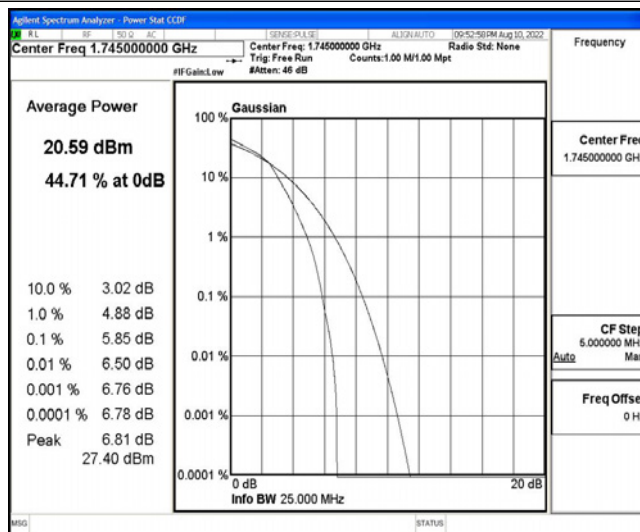 Agilent Spectrum Analyzer - Power Stat CCDF
RL RF 50 Ω AC SENSE:PULSE ALIGN AUTO 09:52:58 PM Aug 10, 2022
Center Freq 1.745000000 GHz
Center Freq: 1.745000000 GHz Radio Std: None
Trig: Free Run Counts:1.00 M/1.00 Mpt
#IFGain:Low #Atten: 46 dB
Frequency
Average Power
20.59 dBm
44.71 % at 0dB
10.0 % 3.02 dB
1.0 % 4.88 dB
0.1 % 5.85 dB
0.01 % 6.50 dB
0.001 % 6.76 dB
0.0001 % 6.78 dB
Peak 6.81 dB
27.40 dBm
Gaussian
100 %
10 %
1 %
0.1 %
0.01 %
0.001 %
0.0001 %
0 dB 20 dB
Info BW 25.000 MHz
Center Fre
1.745000000 GH
CF Ste
5.000000 MH
Auto Ma
Freq Offse
0 H
MSG STATUS